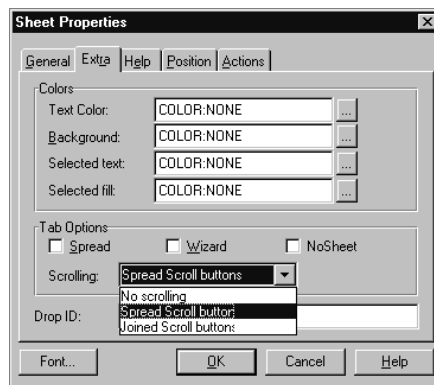 Sheet Properties
General Extra Help Position Actions
Colors
Text Color: COLOR:NONE ...
Background: COLOR:NONE ...
Selected text: COLOR:NONE ...
Selected fill: COLOR:NONE ...
Tab Options
Spread Wizard NoSheet
Scrolling: Spread Scroll buttons
No scrolling
Spread Scroll button
Drop ID: Joined Scroll buttons
Font... OK Cancel Help